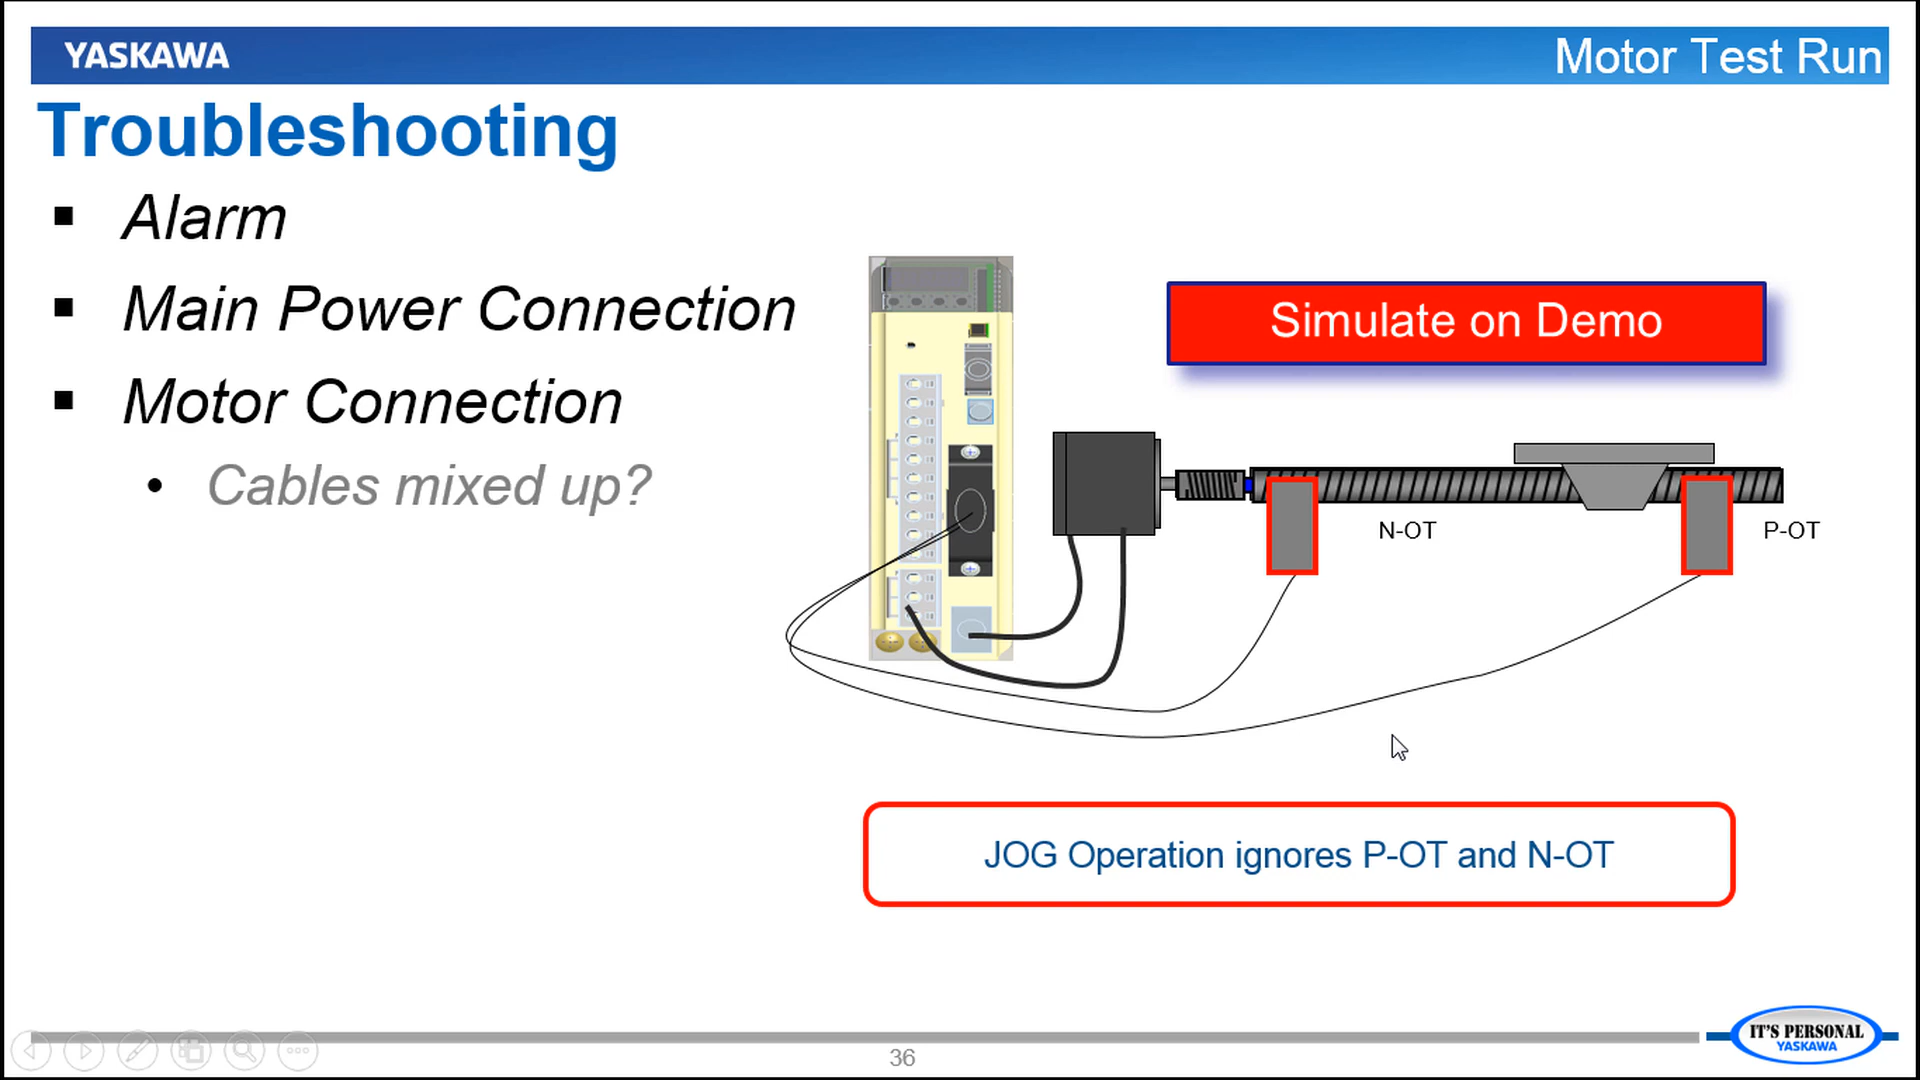 YASKAWA
Motor Test Run
Troubleshooting
Alarm
Main Power Connection
Motor Connection
Cables mixed up?
Simulate on Demo
N-OT
P-OT
JOG Operation ignores P-OT and N-OT
36
IT'S PERSONAL
YASKAWA